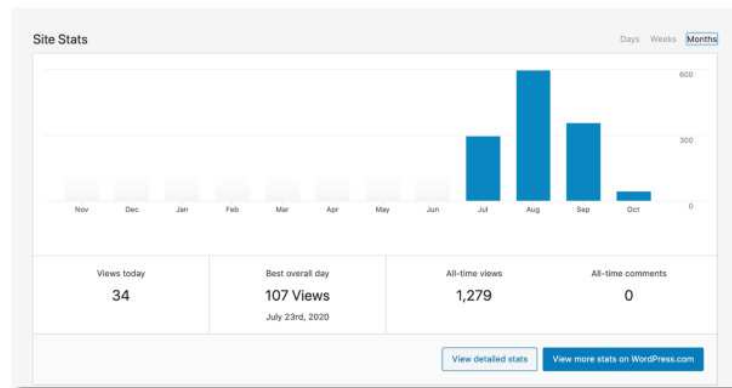 Site Stats
Days Weeks Months
600
300
0
Nov Dec Jan Feb Mar Apr May Jun Jul Aug Sep Oct
Views today
34
Best overall day
107 Views
July 23rd, 2020
All-time views
1,279
All-time comments
0
View detailed stats
View more stats on WordPress.com